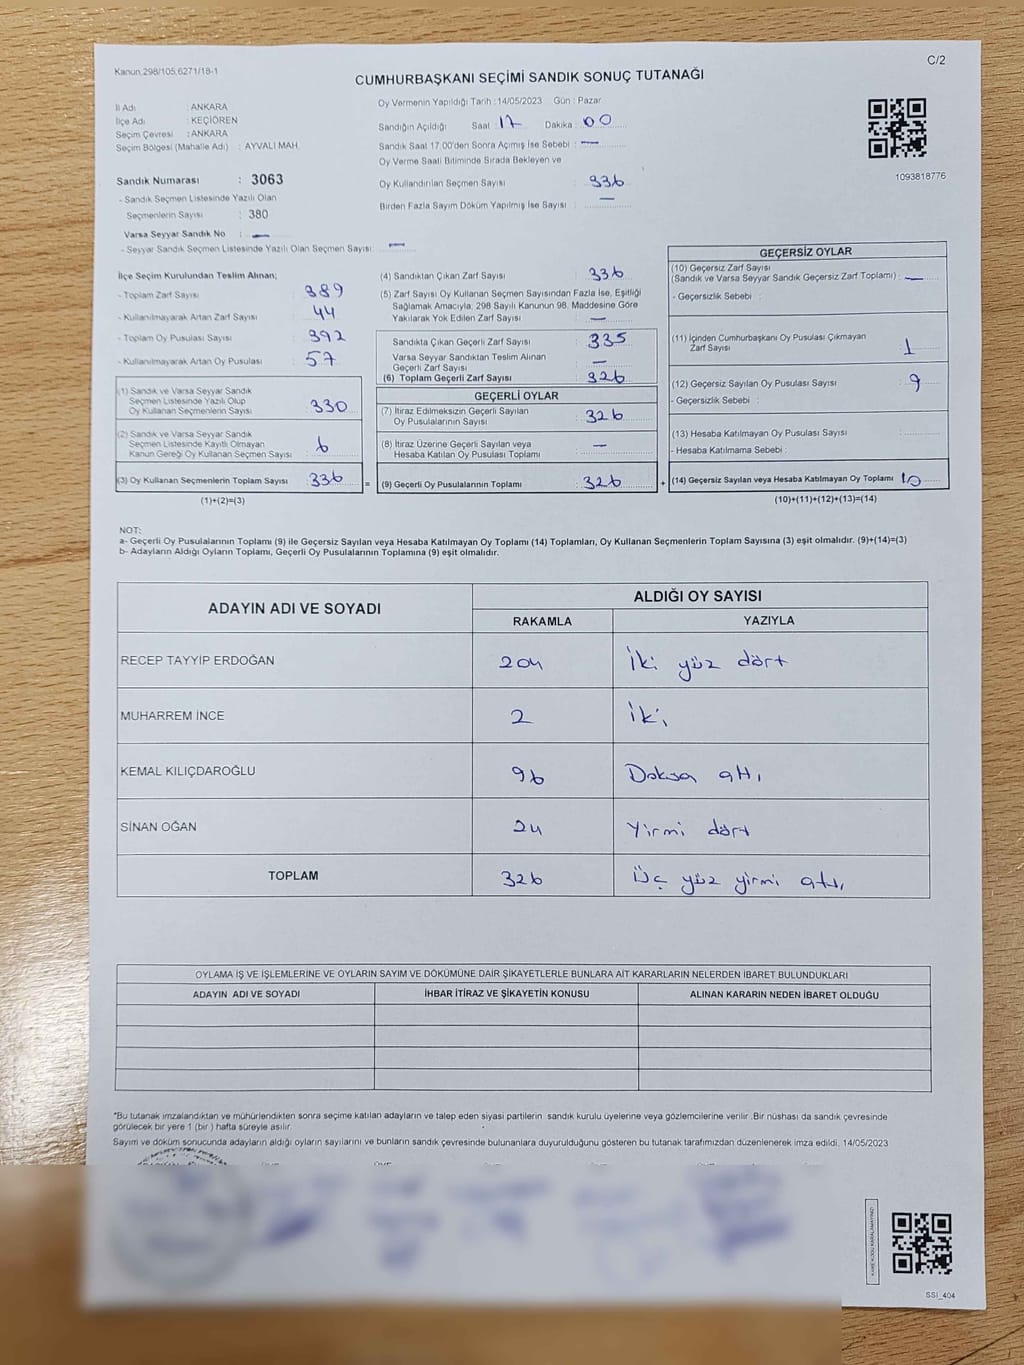 Kanun,298/105,6271/18-1
C/2
CUMHURBAŞKANI SEÇİMİ SANDIK SONUÇ TUTANAĞI
İl Adı : ANKARA
İlçe Adı : KEÇİÖREN
Seçim Çevresi : ANKARA
Seçim Bölgesi (Mahalle Adı) : AYVALI MAH.
Sandık Numarası : 3063
- Sandık Seçmen Listesinde Yazılı Olan
Seçmenlerin Sayısı : 380
Varsa Seyyar Sandık No : —
- Seyyar Sandık Seçmen Listesinde Yazılı Olan Seçmen Sayısı: —
Oy Vermenin Yapıldığı Tarih :14/05/2023 Gün : Pazar
Sandığın Açıldığı Saat : 17 Dakika : 00
Sandık Saat 17.00'den Sonra Açımış İse Sebebi : —
Oy Verme Saati Bitiminde Sırada Bekleyen ve
Oy Kullandırılan Seçmen Sayısı : 336
Birden Fazla Sayım Döküm Yapılmış İse Sayısı : —
1093818776
İlçe Seçim Kurulundan Teslim Alınan;
- Toplam Zarf Sayısı : 389
- Kullanılmayarak Artan Zarf Sayısı : 44
- Toplam Oy Pusulası Sayısı : 392
- Kullanılmayarak Artan Oy Pusulası : 57
(1) Sandık ve Varsa Seyyar Sandık
Seçmen Listesinde Yazılı Olup
Oy Kullanan Seçmenlerin Sayısı : 330
(2) Sandık ve Varsa Seyyar Sandık
Seçmen Listesinde Kayıtlı Olmayan
Kanun Gereği Oy Kullanan Seçmen Sayısı : 6
(3) Oy Kullanan Seçmenlerin Toplam Sayısı : 336
(1)+(2)=(3)
(4) Sandıktan Çıkan Zarf Sayısı : 336
(5) Zarf Sayısı Oy Kullanan Seçmen Sayısından Fazla İse, Eşitliği
Sağlamak Amacıyla; 298 Sayılı Kanunun 98. Maddesine Göre
Yakılarak Yok Edilen Zarf Sayısı : —
Sandıkta Çıkan Geçerli Zarf Sayısı : 335
Varsa Seyyar Sandıktan Teslim Alınan
Geçerli Zarf Sayısı : —
(6) Toplam Geçerli Zarf Sayısı : 326
GEÇERLİ OYLAR
(7) İtiraz Edilmeksizin Geçerli Sayılan
Oy Pusulalarının Sayısı : 326
(8) İtiraz Üzerine Geçerli Sayılan veya
Hesaba Katılan Oy Pusulası Toplamı : —
= (9) Geçerli Oy Pusulalarının Toplamı : 326
GEÇERSİZ OYLAR
(10) Geçersiz Zarf Sayısı
(Sandık ve Varsa Seyyar Sandık Geçersiz Zarf Toplamı) : —
- Geçersizlik Sebebi :
(11) İçinden Cumhurbaşkanı Oy Pusulası Çıkmayan
Zarf Sayısı : 1
(12) Geçersiz Sayılan Oy Pusulası Sayısı : 9
- Geçersizlik Sebebi :
(13) Hesaba Katılmayan Oy Pusulası Sayısı :
- Hesaba Katılmama Sebebi :
+ (14) Geçersiz Sayılan veya Hesaba Katılmayan Oy Toplamı : 10
(10)+(11)+(12)+(13)=(14)
NOT:
a- Geçerli Oy Pusulalarının Toplamı (9) ile Geçersiz Sayılan veya Hesaba Katılmayan Oy Toplamı (14) Toplamları, Oy Kullanan Seçmenlerin Toplam Sayısına (3) eşit olmalıdır. (9)+(14)=(3)
b- Adayların Aldığı Oyların Toplamı, Geçerli Oy Pusulalarının Toplamına (9) eşit olmalıdır.
ADAYIN ADI VE SOYADI ALDIĞI OY SAYISI
RAKAMLA YAZIYLA
RECEP TAYYİP ERDOĞAN 204 İki yüz dört
MUHARREM İNCE 2 İki
KEMAL KILIÇDAROĞLU 96 Doksa altı
SİNAN OĞAN 24 Yirmi dört
TOPLAM 326 Üç yüz yirmi altı
OYLAMA İŞ VE İŞLEMLERİNE VE OYLARIN SAYIM VE DÖKÜMÜNE DAİR ŞİKAYETLERLE BUNLARA AİT KARARLARIN NELERDEN İBARET BULUNDUKLARI
ADAYIN ADI VE SOYADI İHBAR İTİRAZ VE ŞİKAYETİN KONUSU ALINAN KARARIN NEDEN İBARET OLDUĞU
*Bu tutanak imzalandıktan ve mühürlendikten sonra seçime katılan adayların ve talep eden siyasi partilerin sandık kurulu üyelerine veya gözlemcilerine verilir .Bir nüshası da sandık çevresinde
görülecek bir yere 1 (bir ) hafta süreyle asılır.
Sayım ve döküm sonucunda adayların aldığı oyların sayılarını ve bunların sandık çevresinde bulunanlara duyurulduğunu gösteren bu tutanak tarafımızdan düzenlenerek imza edildi. 14/05/2023
SSİ_404